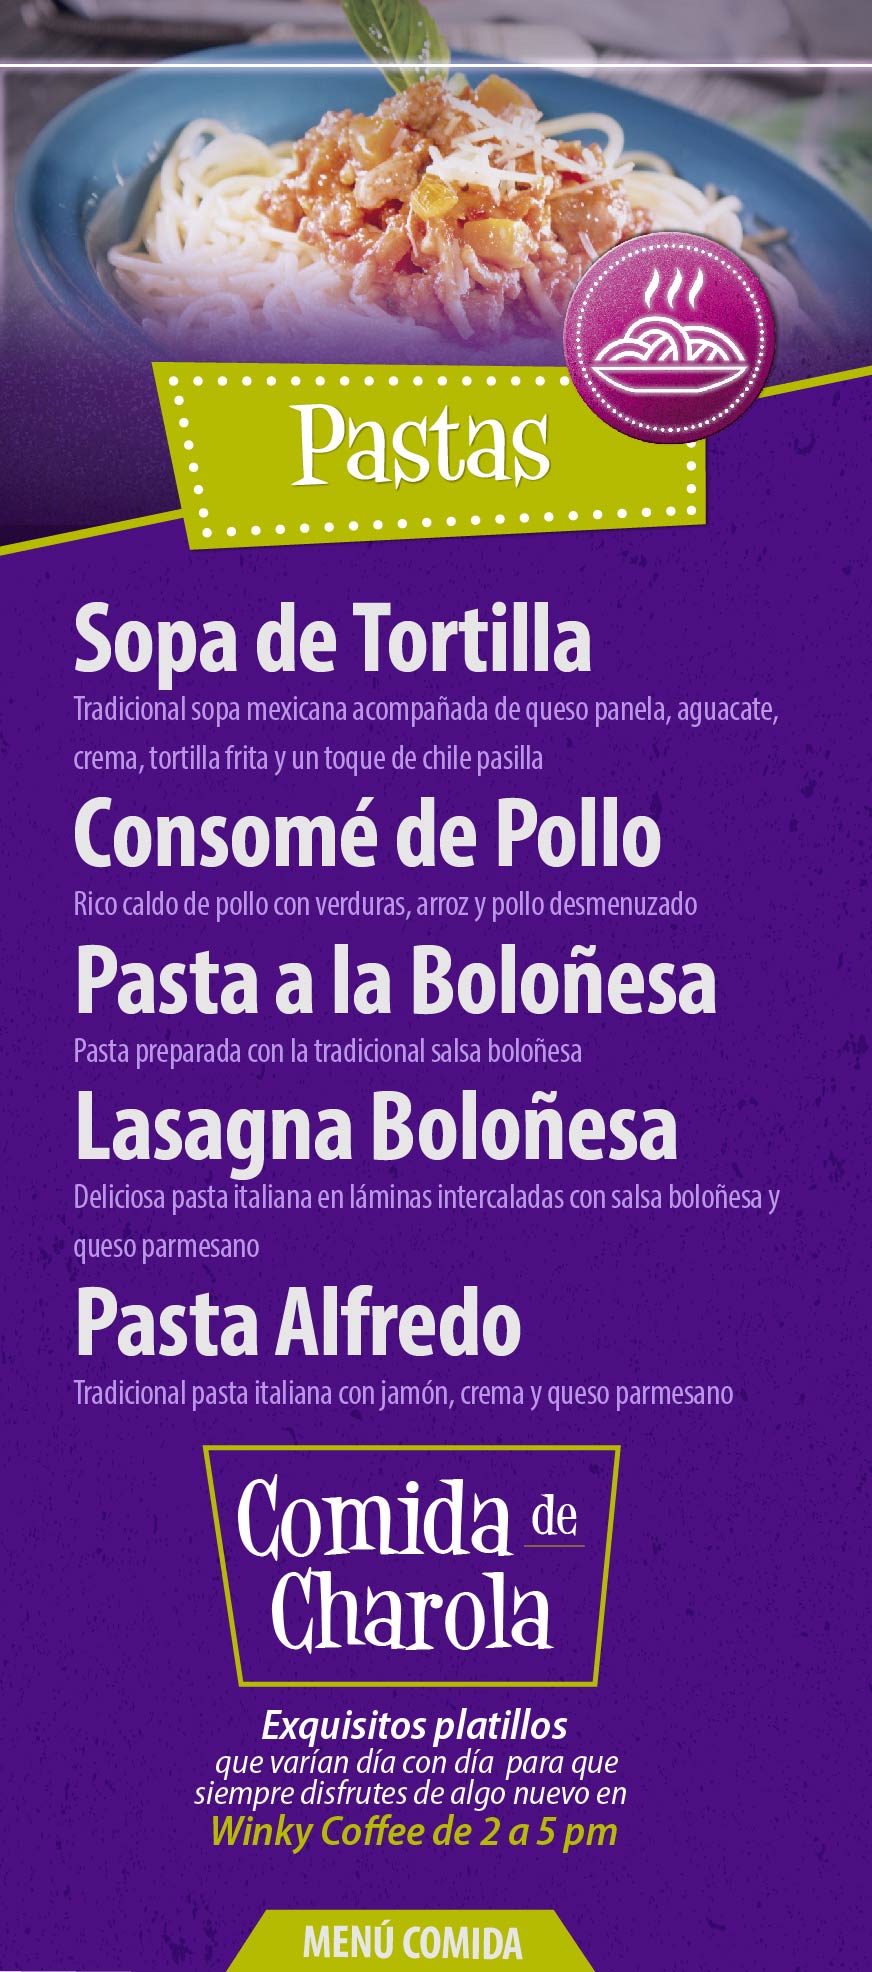 Pastas
Sopa de Tortilla
Tradicional sopa mexicana acompañada de queso panela, aguacate,
crema, tortilla frita y un toque de chile pasilla
Consomé de Pollo
Rico caldo de pollo con verduras, arroz y pollo desmenuzado
Pasta a la Boloñesa
Pasta preparada con la tradicional salsa boloñesa
Lasagna Boloñesa
Deliciosa pasta italiana en láminas intercaladas con salsa boloñesa y
queso parmesano
Pasta Alfredo
Tradicional pasta italiana con jamón, crema y queso parmesano
Comida de
Charola
Exquisitos platillos
que varían día con día para que
siempre disfrutes de algo nuevo en
Winky Coffee de 2 a 5 pm
MENÚ COMIDA